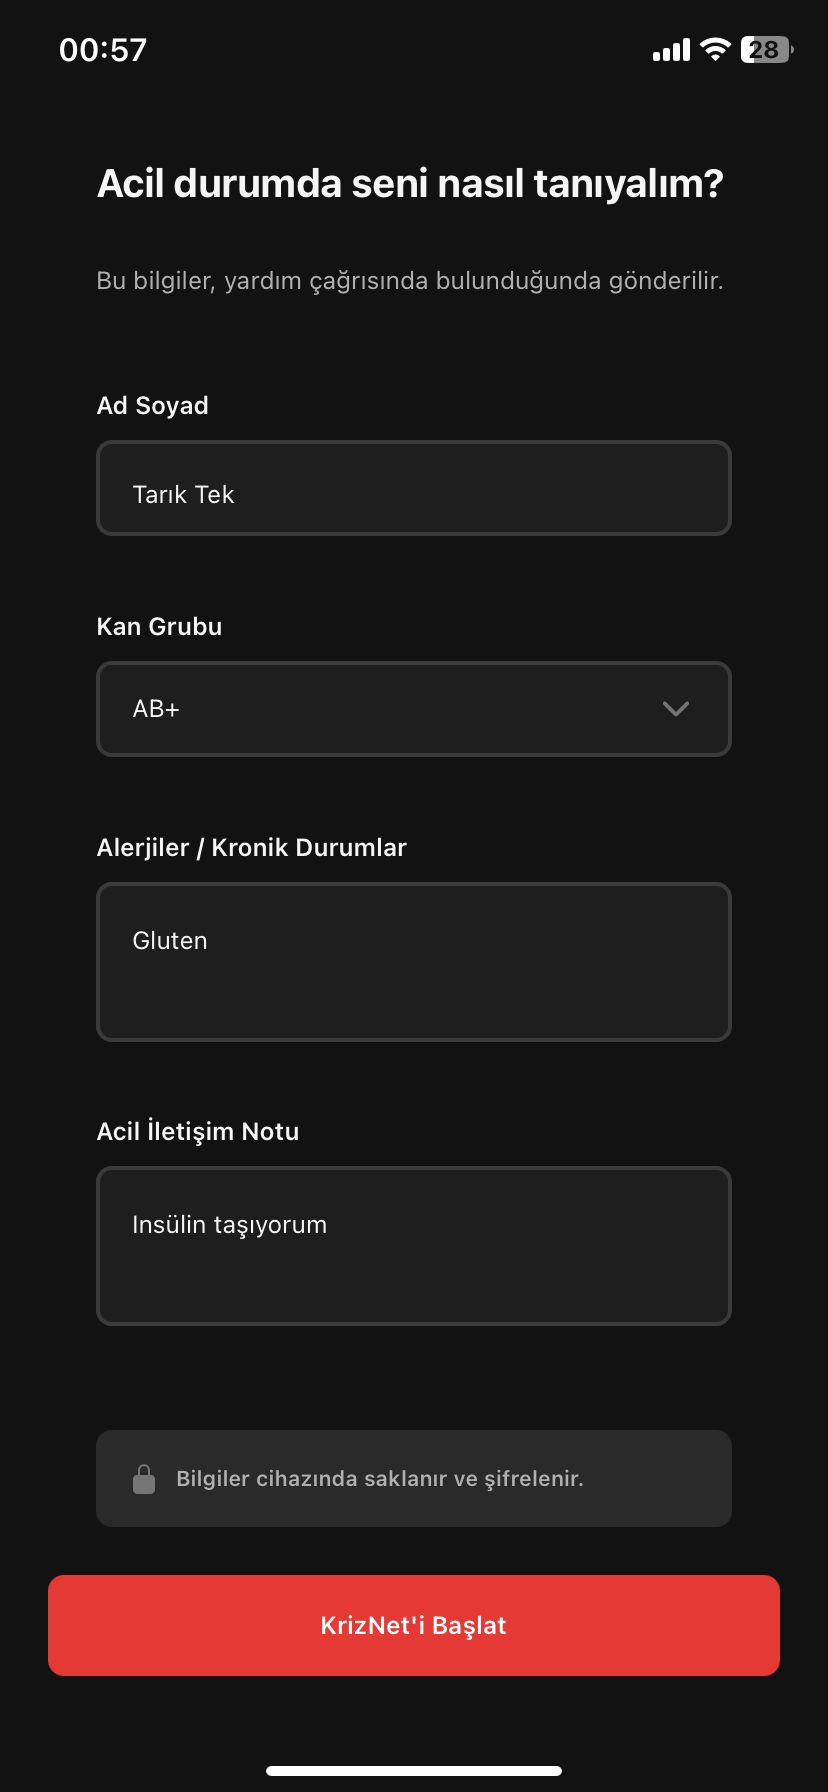 00:57
28
Acil durumda seni nasıl tanıyalım?
Bu bilgiler, yardım çağrısında bulunduğunda gönderilir.
Ad Soyad
Tarık Tek
Kan Grubu
AB+
Alerjiler / Kronik Durumlar
Gluten
Acil İletişim Notu
Insülin taşıyorum
Bilgiler cihazında saklanır ve şifrelenir.
KrizNet'i Başlat